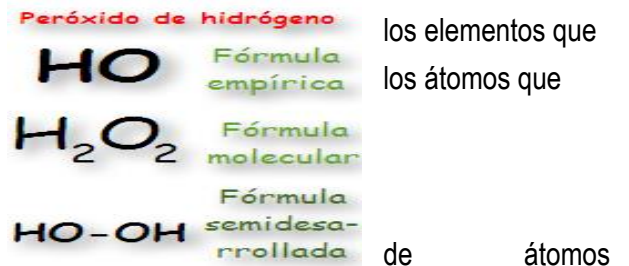 Peróxido de hidrógeno
los elementos que
HO Fórmula empírica
los átomos que
H₂O₂ Fórmula molecular
HO-OH Fórmula semidesa-
rrollada
de átomos